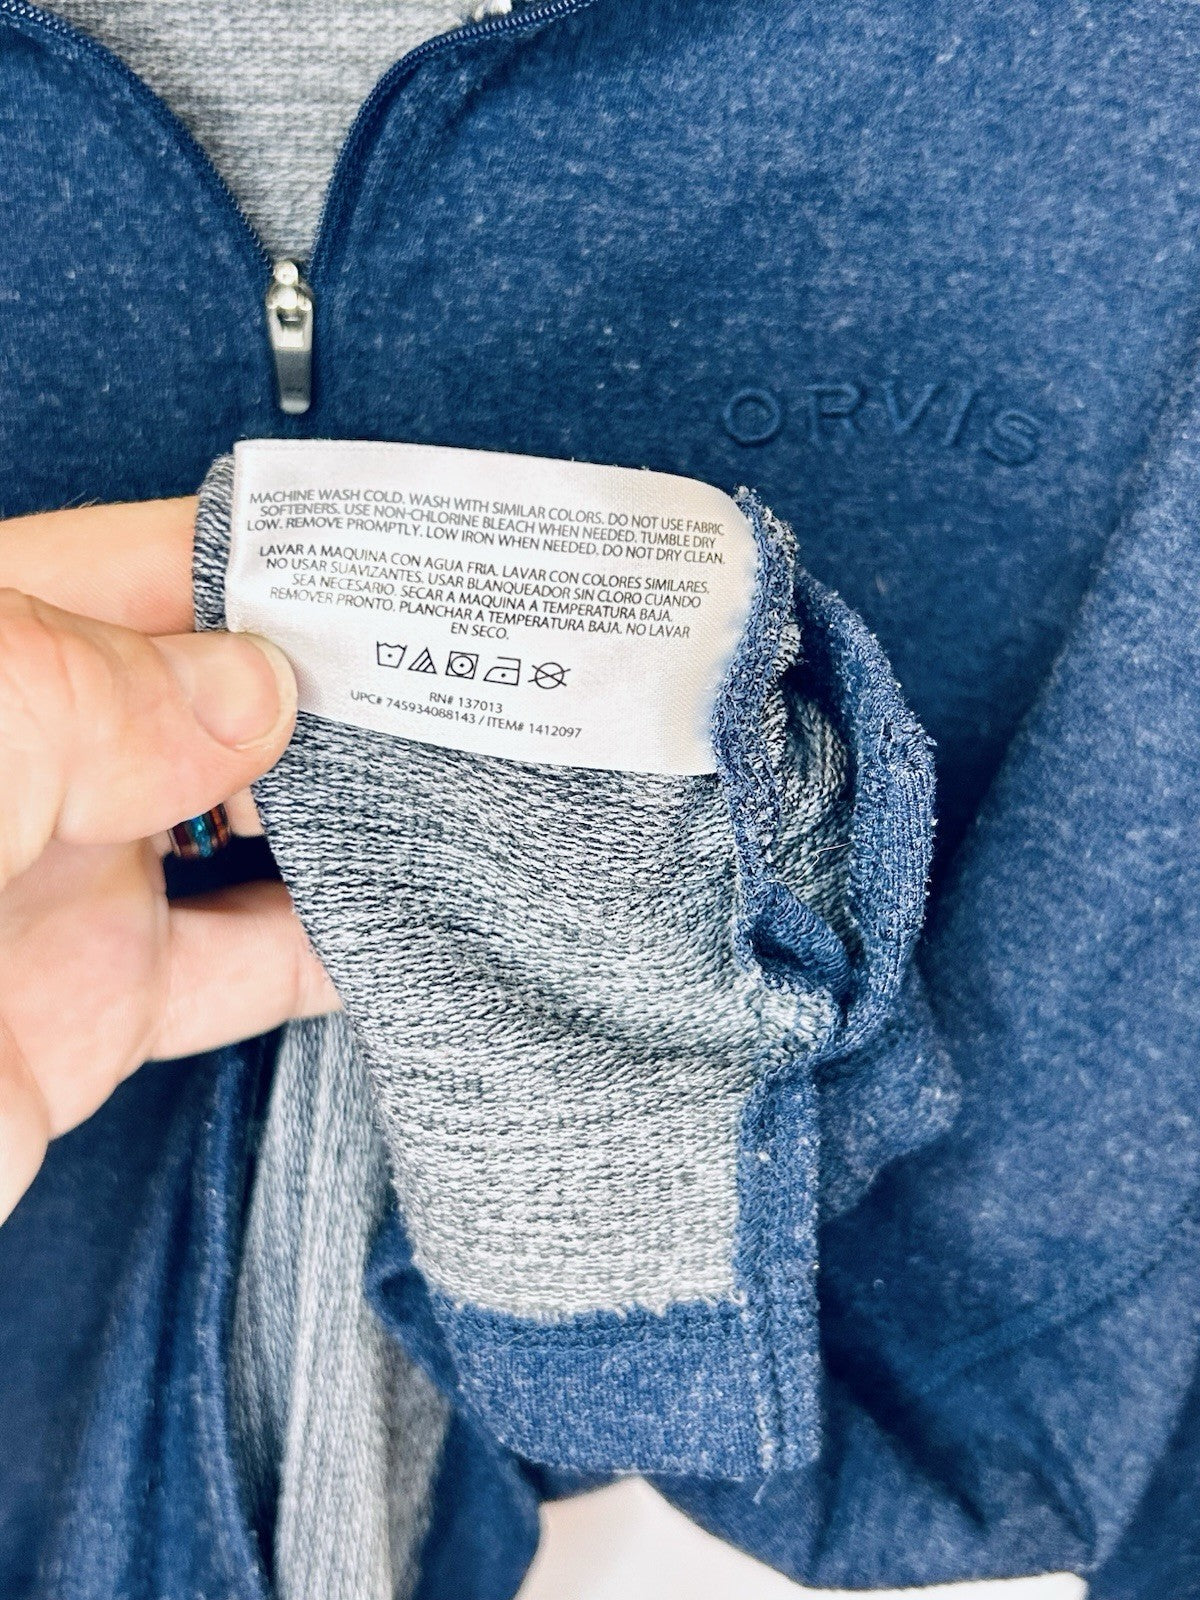 ORVIS
MACHINE WASH COLD. WASH WITH SIMILAR COLORS. DO NOT USE FABRIC
SOFTENERS. USE NON-CHLORINE BLEACH WHEN NEEDED. TUMBLE DRY
LOW. REMOVE PROMPTLY. LOW IRON WHEN NEEDED. DO NOT DRY CLEAN.
LAVAR A MAQUINA CON AGUA FRIA. LAVAR CON COLORES SIMILARES.
NO USAR SUAVIZANTES. USAR BLANQUEADOR SIN CLORO CUANDO
SEA NECESARIO. SECAR A MAQUINA A TEMPERATURA BAJA.
REMOVER PRONTO. PLANCHAR A TEMPERATURA BAJA. NO LAVAR
EN SECO.
RN# 137013
UPC# 745934088143 / ITEM# 1412097